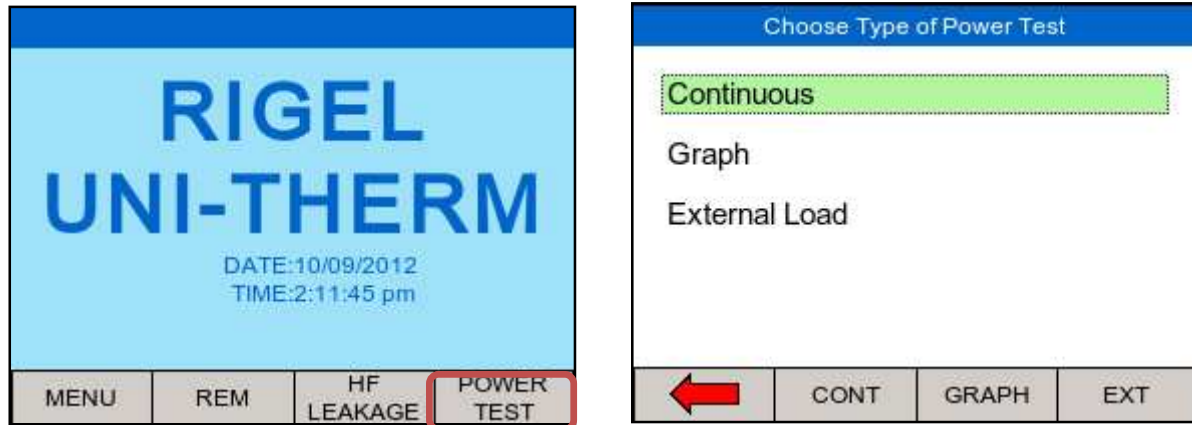 RIGEL
UNI-THERM
DATE:10/09/2012
TIME:2:11:45 pm
MENU
REM
HF
LEAKAGE
POWER
TEST
Choose Type of Power Test
Continuous
Graph
External Load
CONT
GRAPH
EXT